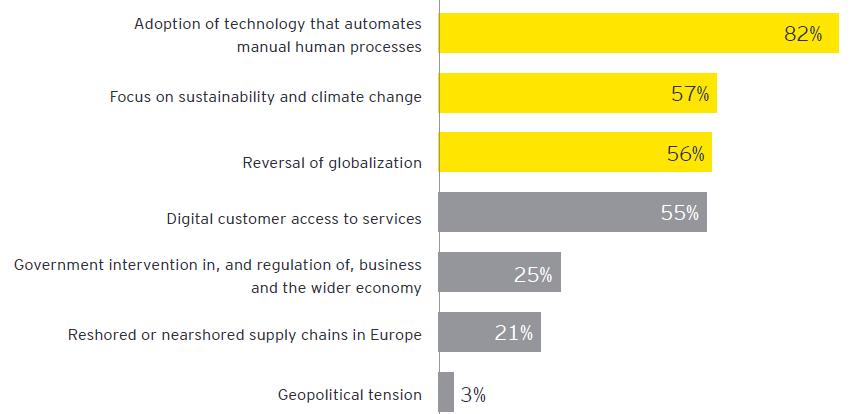 Adoption of technology that automates
manual human processes
82%
Focus on sustainability and climate change
57%
Reversal of globalization
56%
Digital customer access to services
55%
Government intervention in, and regulation of, business
and the wider economy
25%
Reshored or nearshored supply chains in Europe
21%
Geopolitical tension
3%